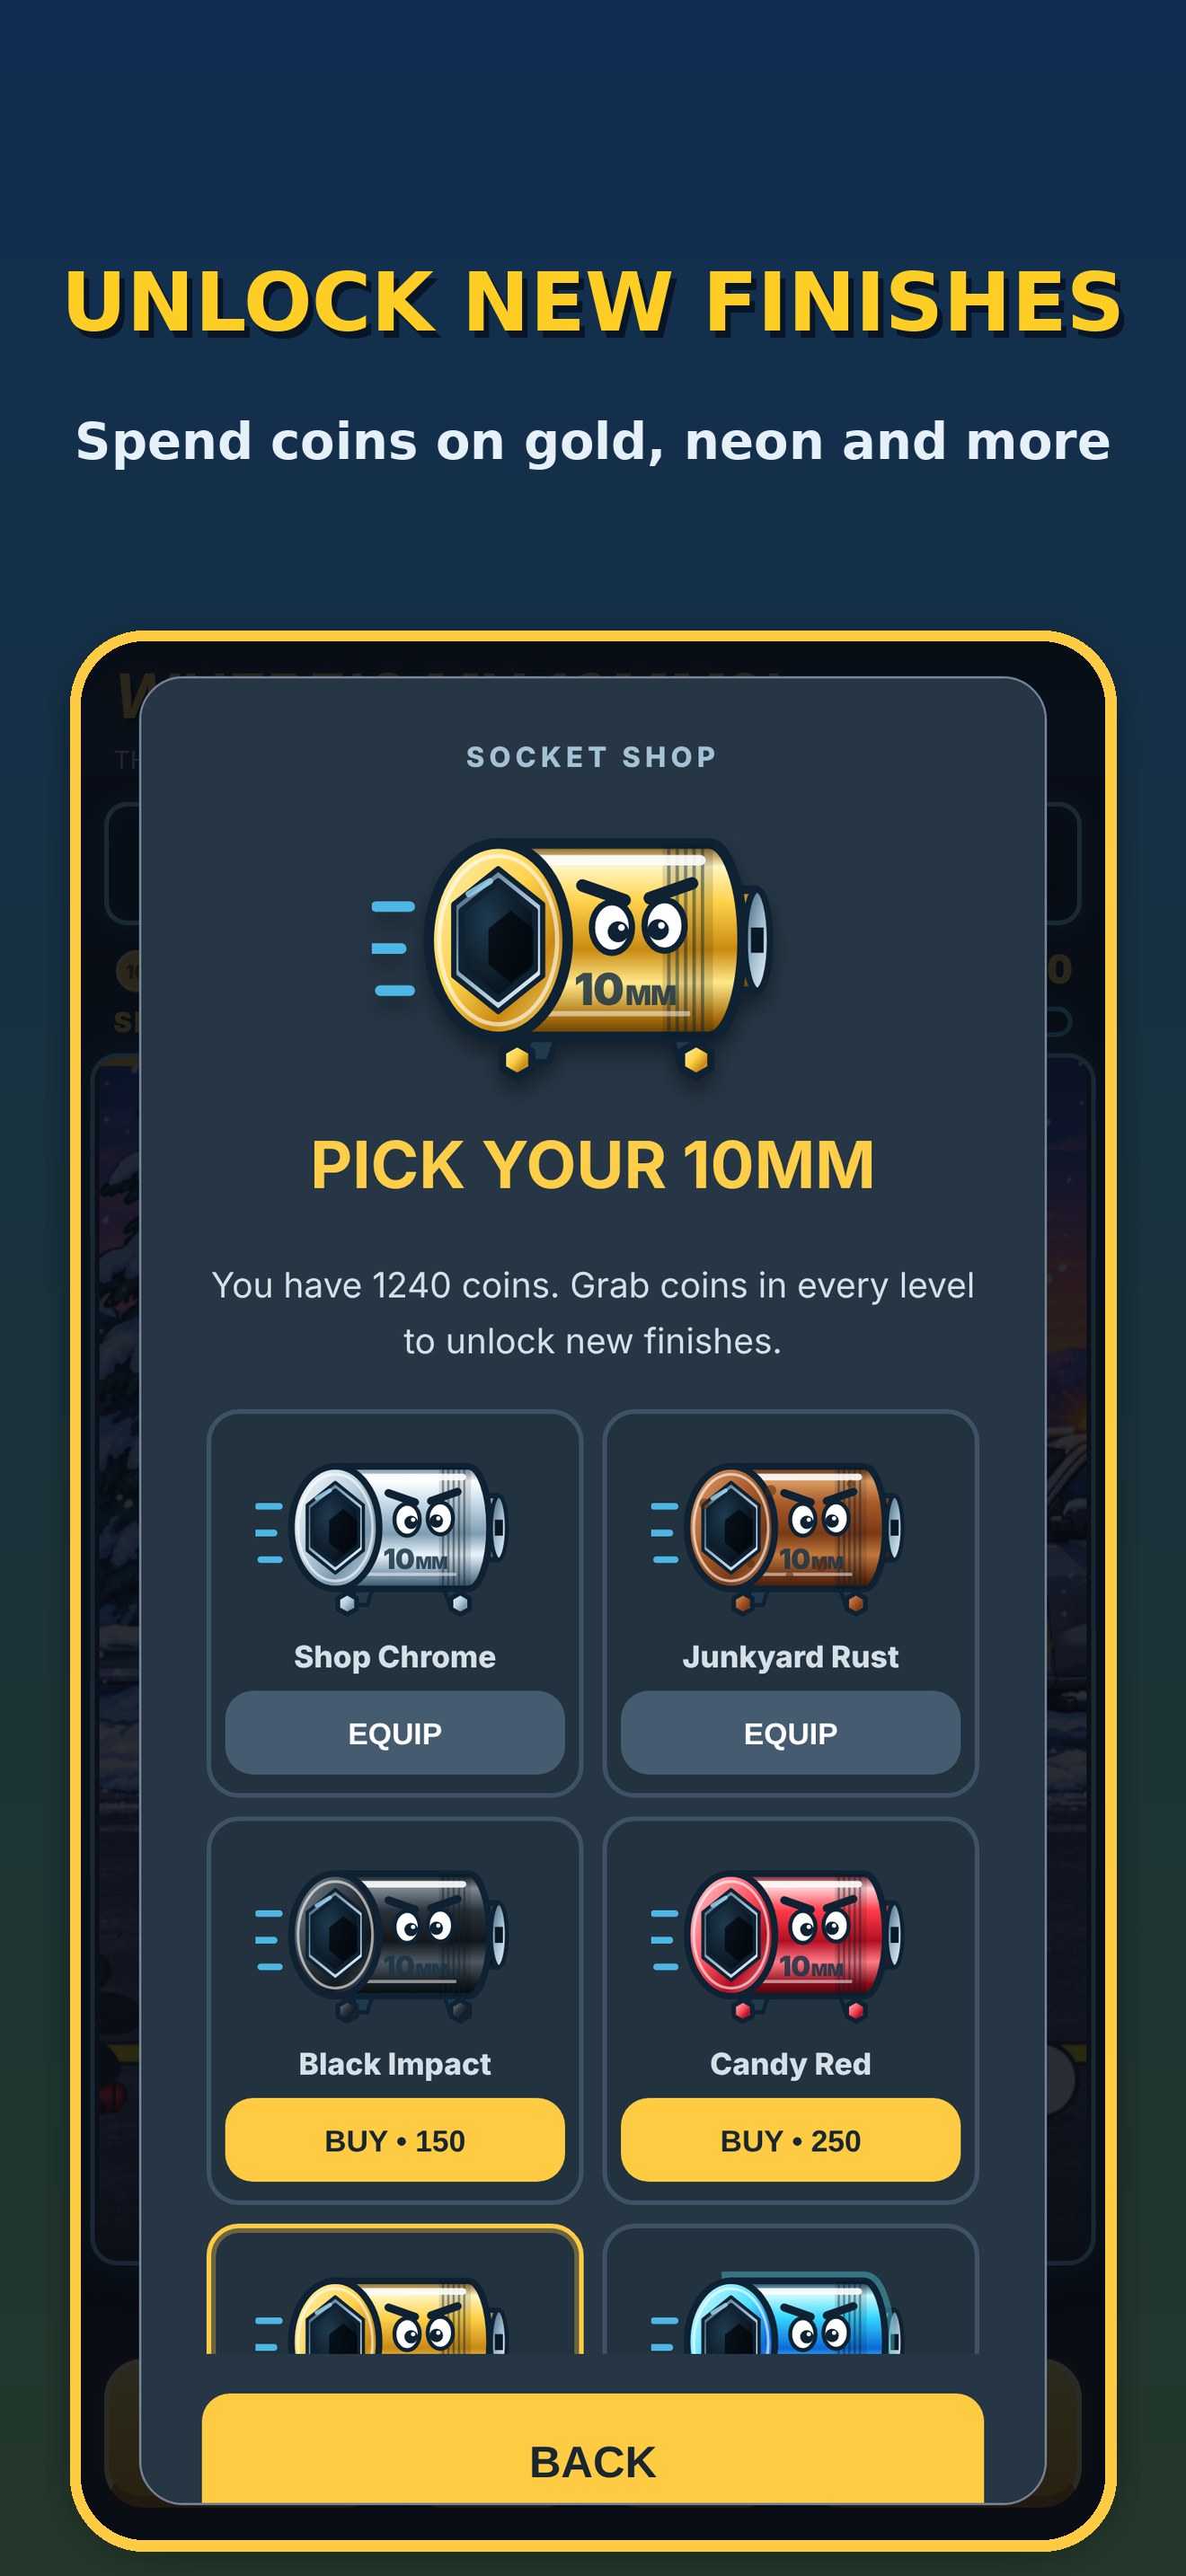 UNLOCK NEW FINISHES
Spend coins on gold, neon and more
SOCKET SHOP
10MM
PICK YOUR 10MM
You have 1240 coins. Grab coins in every level
to unlock new finishes.
10MM
10MM
Shop Chrome
Junkyard Rust
EQUIP
EQUIP
10MM
10MM
Black Impact
Candy Red
BUY • 150
BUY • 250
BACK